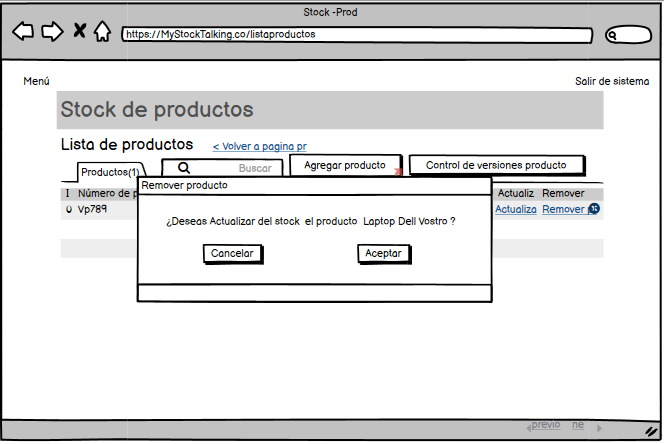 Stock -Prod
https://MyStockTalking.co/listaproductos
Menú
Salir de sistema
Stock de productos
Lista de productos
< Volver a pagina pr
Productos(1)
Buscar
Agregar producto
Control de versiones producto
I Número de p
Actualiz Remover
Vp789
Actualiza Remover
Remover producto
¿Deseas Actualizar del stock el producto Laptop Dell Vostro ?
Cancelar
Aceptar
previo ne